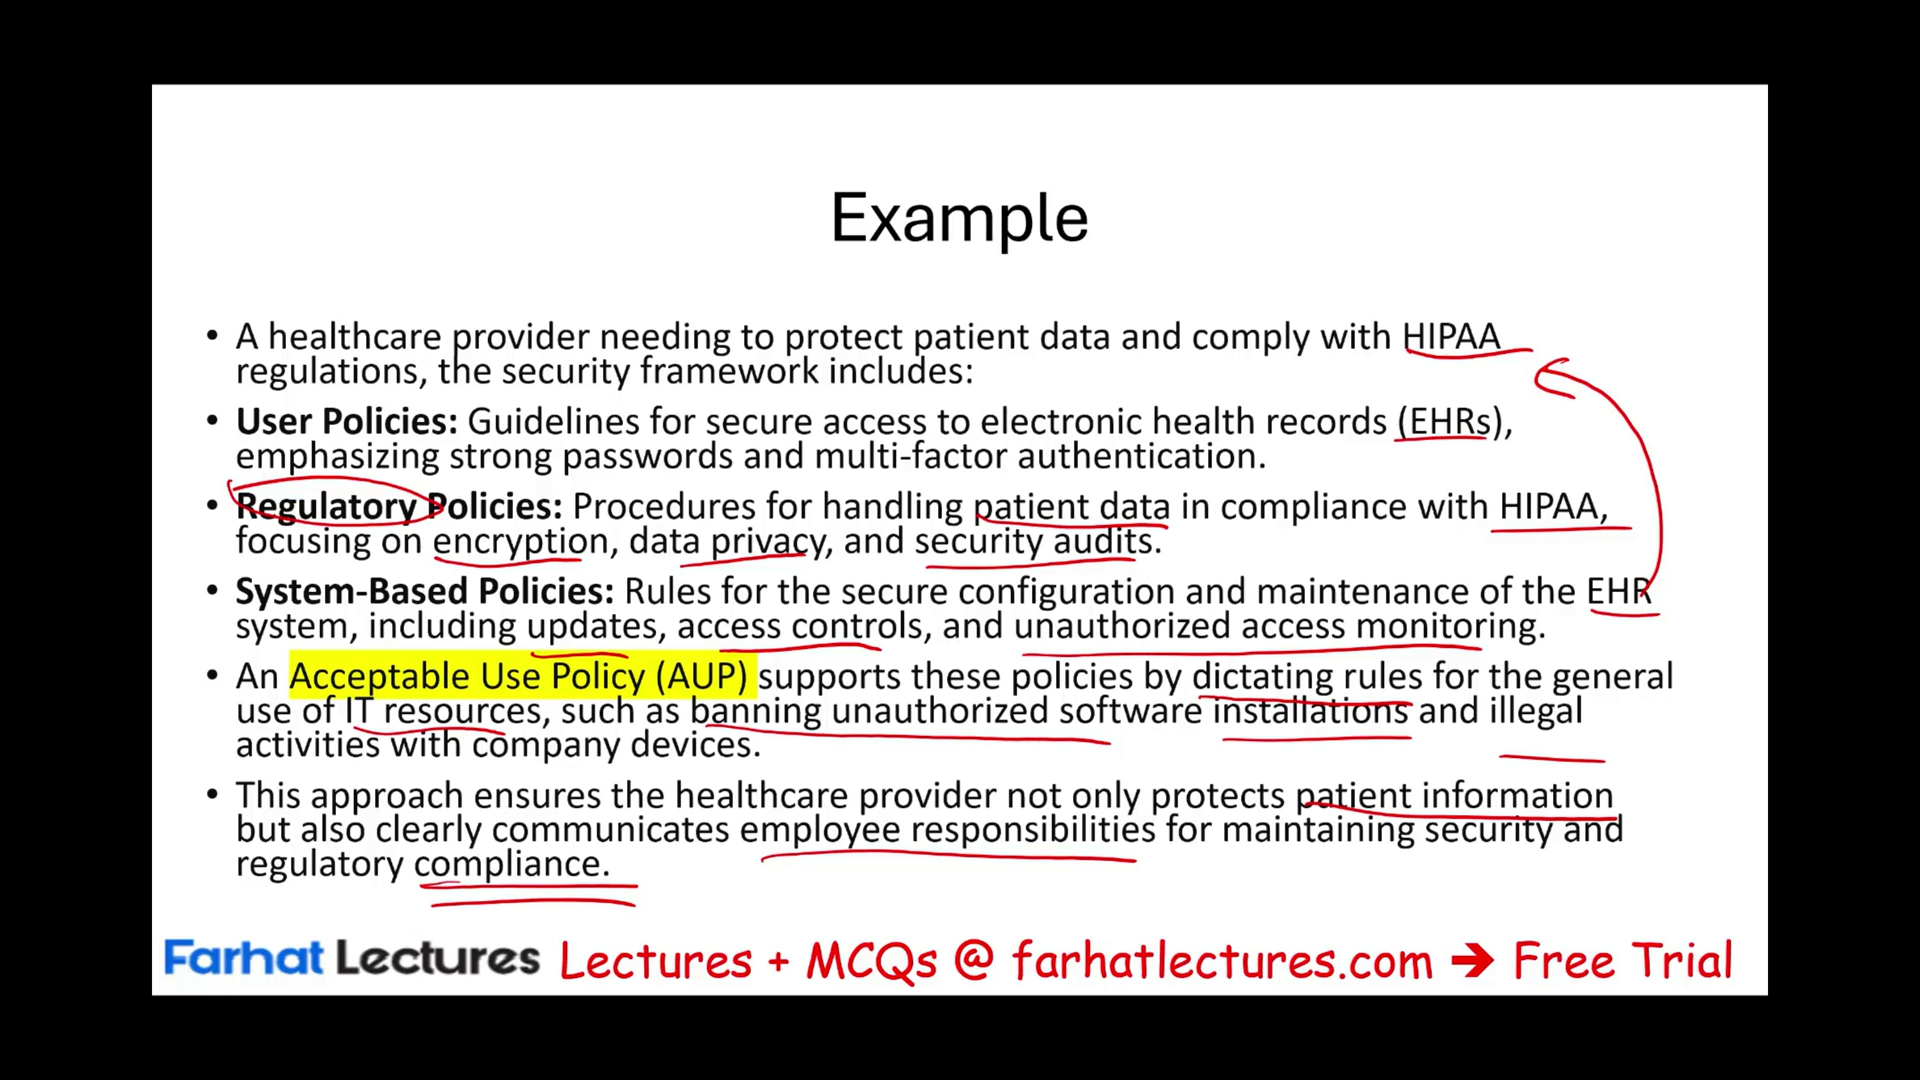 Example
• A healthcare provider needing to protect patient data and comply with HIPAA
regulations, the security framework includes:
• User Policies: Guidelines for secure access to electronic health records (EHRs),
emphasizing strong passwords and multi-factor authentication.
• Regulatory Policies: Procedures for handling patient data in compliance with HIPAA,
focusing on encryption, data privacy, and security audits.
• System-Based Policies: Rules for the secure configuration and maintenance of the EHR
system, including updates, access controls, and unauthorized access monitoring.
• An Acceptable Use Policy (AUP) supports these policies by dictating rules for the general
use of IT resources, such as banning unauthorized software installations and illegal
activities with company devices.
• This approach ensures the healthcare provider not only protects patient information
but also clearly communicates employee responsibilities for maintaining security and
regulatory compliance.
Farhat Lectures Lectures + MCQs @ farhatlectures.com → Free Trial